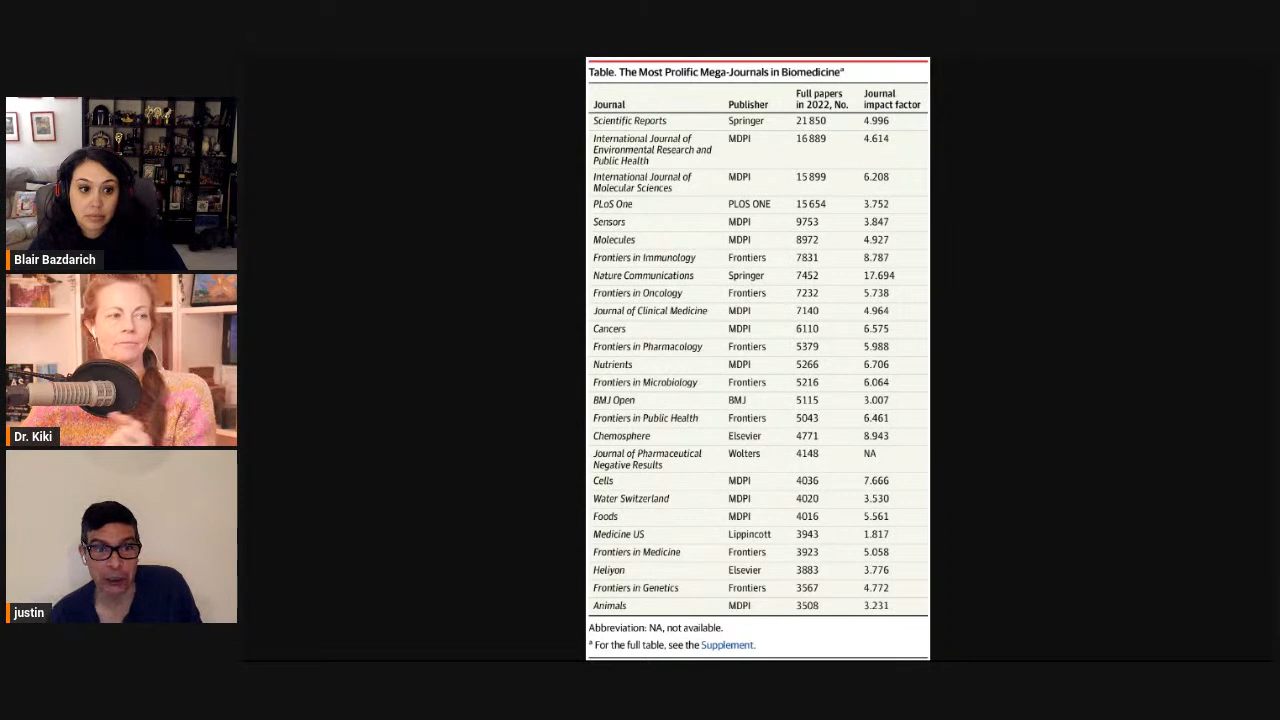 Blair Bazdarich
Dr. Kiki
justin
Table. The Most Prolific Mega-Journals in Biomedicineᵃ
Journal Publisher Full papers in 2022, No. Journal impact factor
Scientific Reports Springer 21 850 4.996
International Journal of Environmental Research and Public Health MDPI 16 889 4.614
International Journal of Molecular Sciences MDPI 15 899 6.208
PLoS One PLOS ONE 15 654 3.752
Sensors MDPI 9753 3.847
Molecules MDPI 8972 4.927
Frontiers in Immunology Frontiers 7831 8.787
Nature Communications Springer 7452 17.694
Frontiers in Oncology Frontiers 7232 5.738
Journal of Clinical Medicine MDPI 7140 4.964
Cancers MDPI 6110 6.575
Frontiers in Pharmacology Frontiers 5379 5.988
Nutrients MDPI 5266 6.706
Frontiers in Microbiology Frontiers 5216 6.064
BMJ Open BMJ 5115 3.007
Frontiers in Public Health Frontiers 5043 6.461
Chemosphere Elsevier 4771 8.943
Journal of Pharmaceutical Negative Results Wolters 4148 NA
Cells MDPI 4036 7.666
Water Switzerland MDPI 4020 3.530
Foods MDPI 4016 5.561
Medicine US Lippincott 3943 1.817
Frontiers in Medicine Frontiers 3923 5.058
Heliyon Elsevier 3883 3.776
Frontiers in Genetics Frontiers 3567 4.772
Animals MDPI 3508 3.231
Abbreviation: NA, not available.
ᵃ For the full table, see the Supplement.